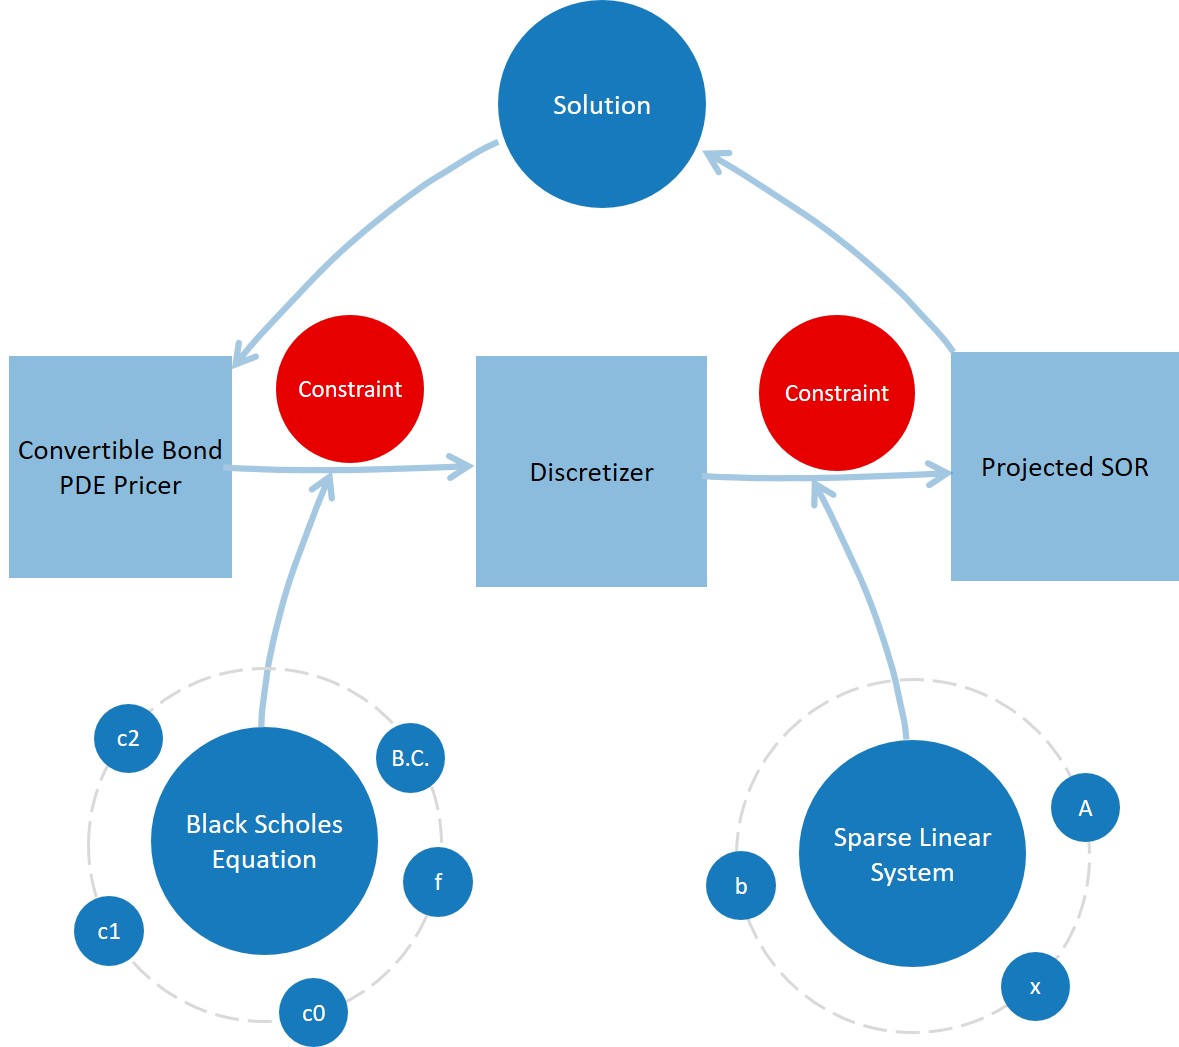 Solution
Constraint
Constraint
Convertible Bond
PDE Pricer
Discretizer
Projected SOR
c2
B.C.
Black Scholes
Equation
f
c1
c0
Sparse Linear
System
A
b
x